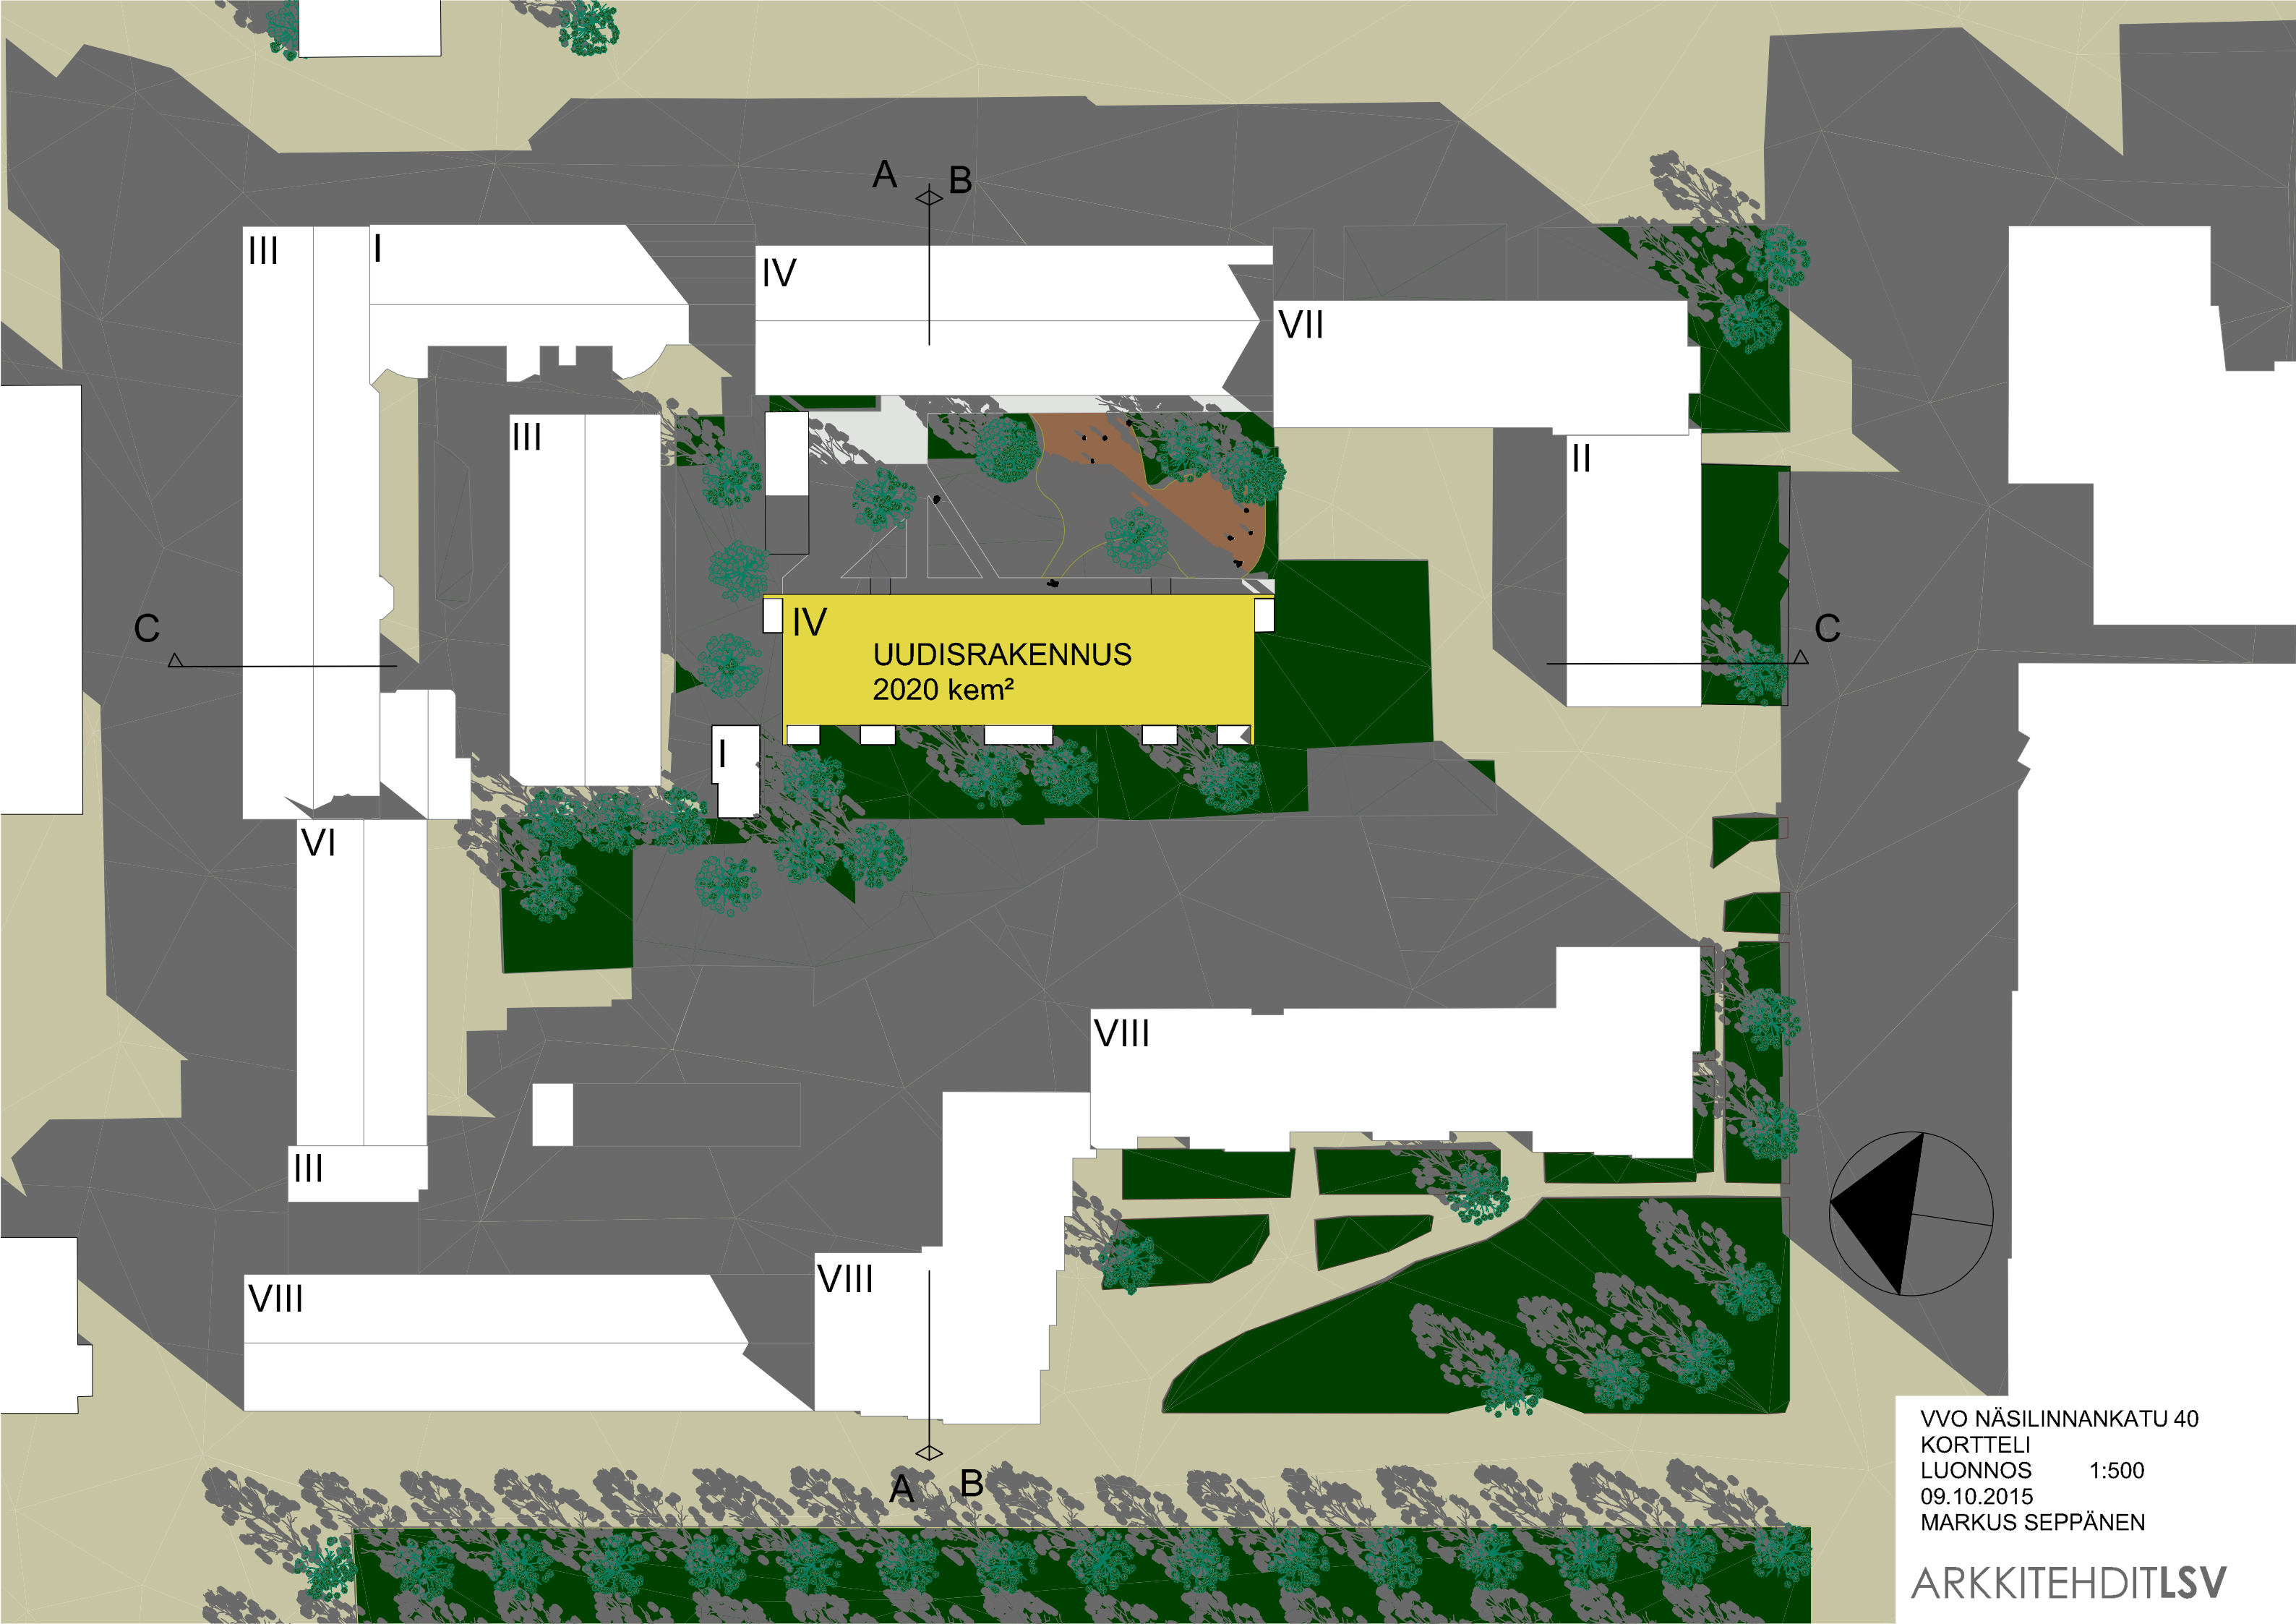 A B
III
I
IV
VII
III
II
C
IV
C
UUDISRAKENNUS
2020 kem²
I
VI
VIII
III
VIII
VIII
A B
VVO NÄSILINNANKATU 40
KORTTELI
LUONNOS 1:500
09.10.2015
MARKUS SEPPÄNEN
ARKKITEHDITLSV